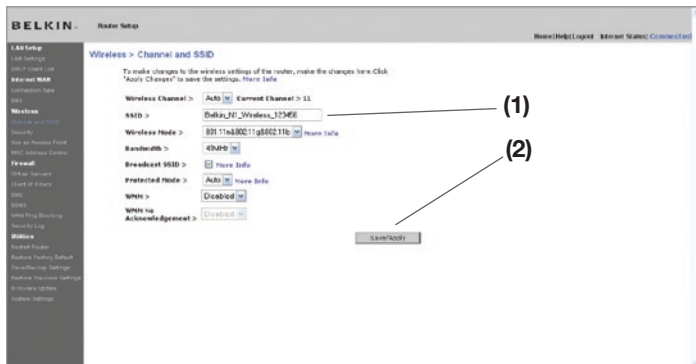 BELKIN
Router Setup
Home|Help|Logout Internet Status: Connected
LAN Setup
LAN Settings
DHCP Client List
Internet WAN
Connection Type
DNS
Wireless
Channel and SSID
Security
Use as Access Point
MAC Address Control
Firewall
Virtual Servers
Client IP Filters
DMZ
DDNS
WAN Ping Blocking
Security Log
Utilities
Restart Router
Restore Factory Default
Save/Backup Settings
Restore Previous Settings
Firmware Update
System Settings
Wireless > Channel and SSID
To make changes to the wireless settings of the router, make the changes here.Click
"Apply Changes" to save the settings. More Info
Wireless Channel > Auto Current Channel > 11
SSID > Belkin_N1_Wireless_123456
(1)
Wireless Mode > 802.11n&802.11g&802.11b More Info
(2)
Bandwidth >
Broadcast SSID > More Info
Protected Mode > Auto More Info
WMM > Disabled
WMM No
Acknowledgement > Disabled
Save/Apply